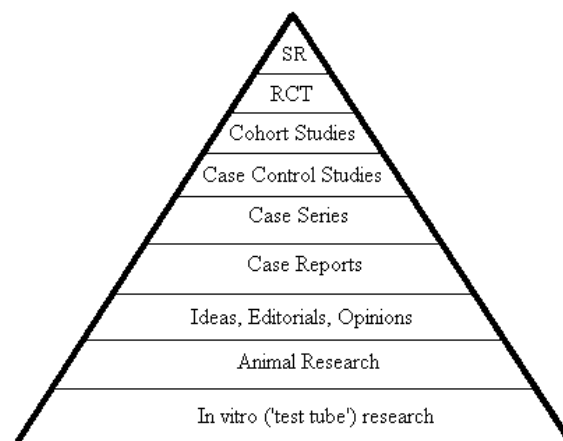 SR
RCT
Cohort Studies
Case Control Studies
Case Series
Case Reports
Ideas, Editorials, Opinions
Animal Research
In vitro ('test tube') research